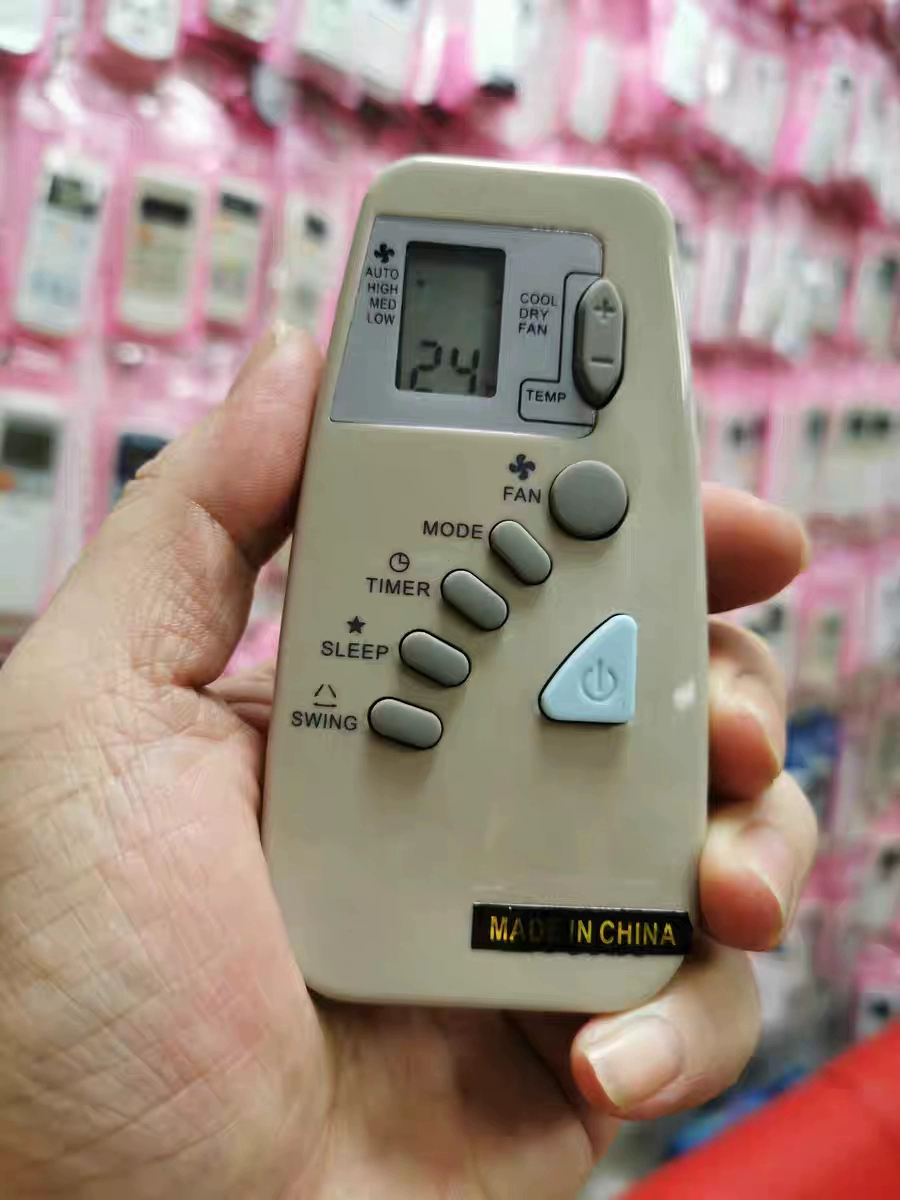 AUTO
HIGH
MED
LOW
24
COOL
DRY
FAN
+
−
TEMP
FAN
MODE
TIMER
SLEEP
SWING
MADE IN CHINA